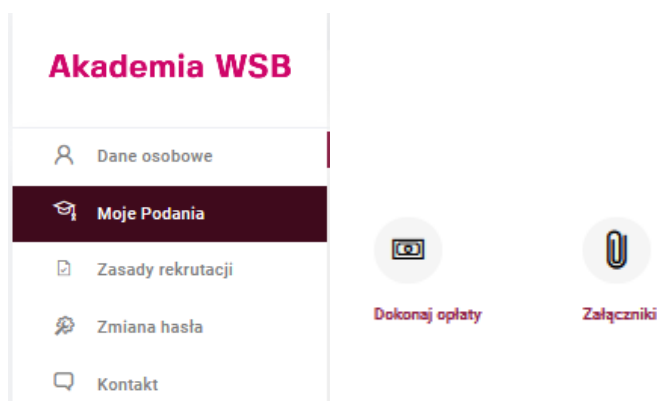 Akademia WSB
Dane osobowe
Moje Podania
Zasady rekrutacji
Zmiana hasła
Kontakt
Dokonaj opłaty
Załączniki